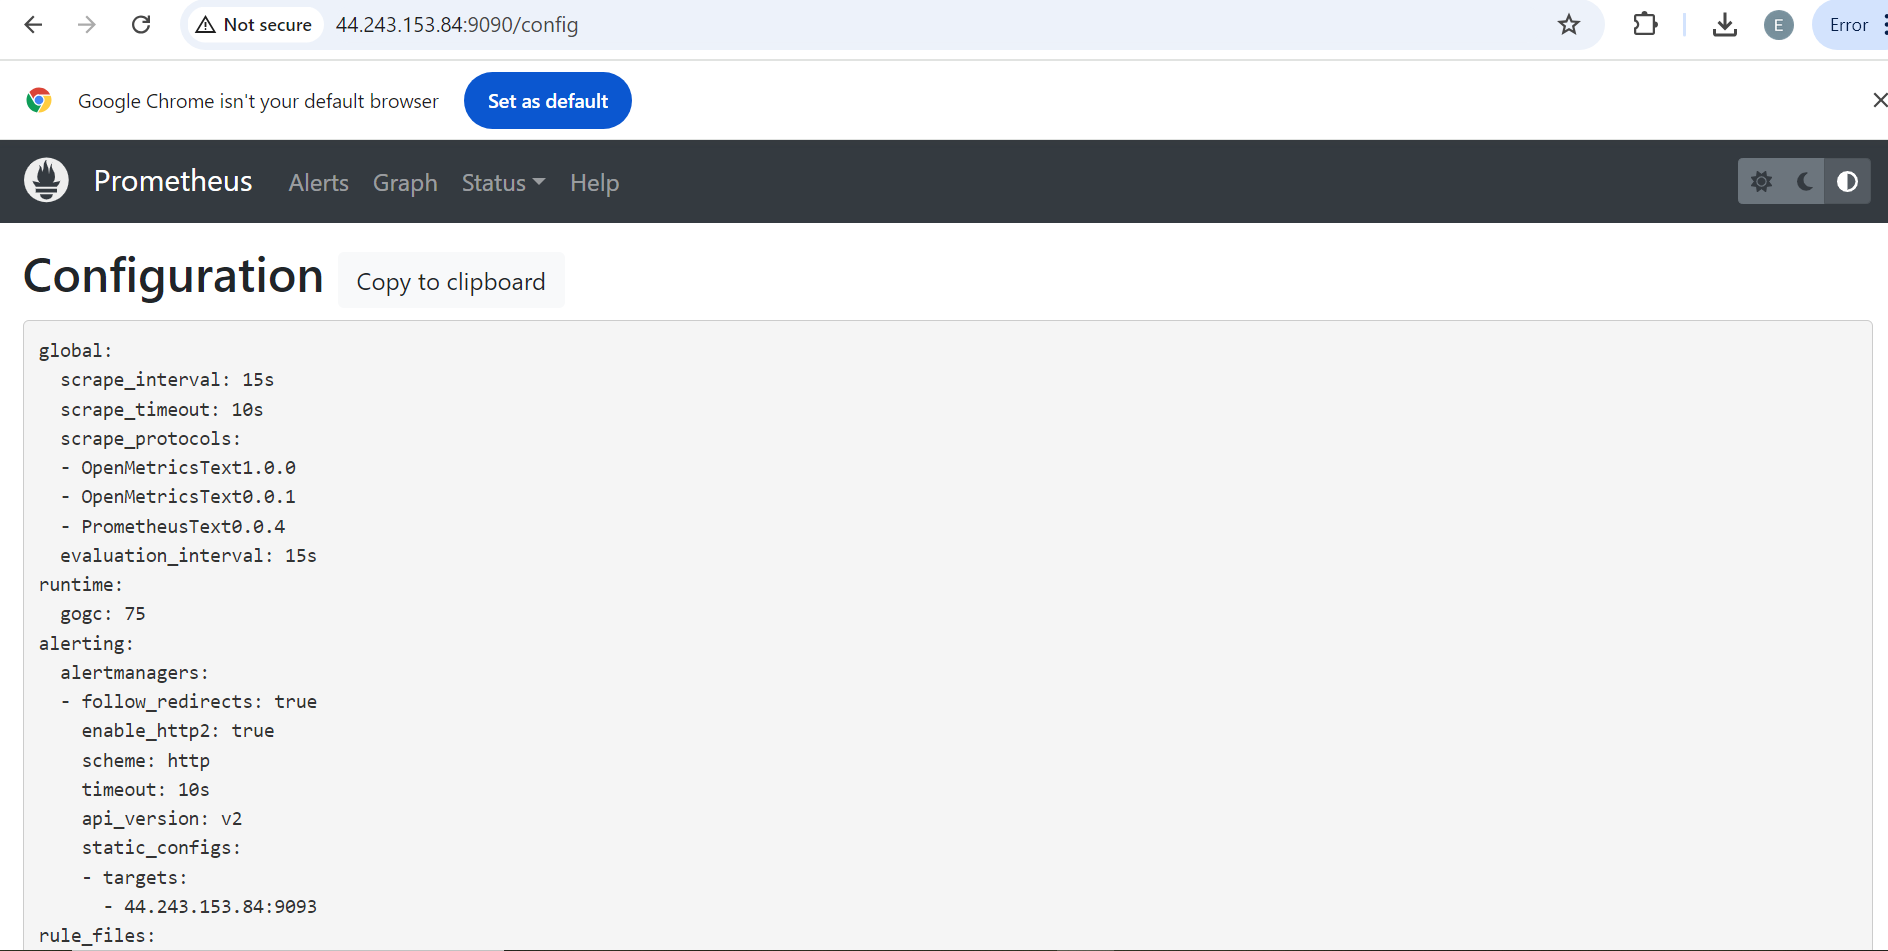 Not secure 44.243.153.84:9090/config E Error
Google Chrome isn't your default browser Set as default
Prometheus Alerts Graph Status Help
Configuration Copy to clipboard
global:
  scrape_interval: 15s
  scrape_timeout: 10s
  scrape_protocols:
  - OpenMetricsText1.0.0
  - OpenMetricsText0.0.1
  - PrometheusText0.0.4
  evaluation_interval: 15s
runtime:
  gogc: 75
alerting:
  alertmanagers:
  - follow_redirects: true
    enable_http2: true
    scheme: http
    timeout: 10s
    api_version: v2
    static_configs:
    - targets:
      - 44.243.153.84:9093
rule_files: